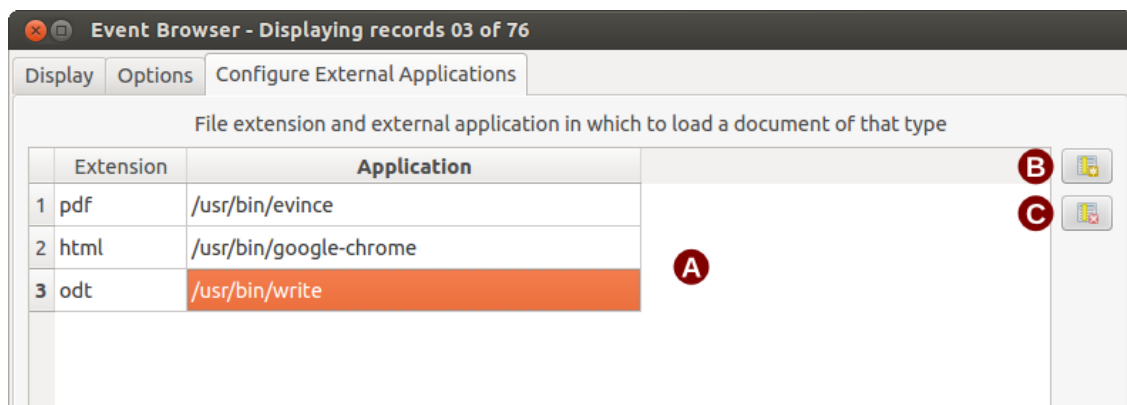 Event Browser - Displaying records 03 of 76
Display Options Configure External Applications
File extension and external application in which to load a document of that type
Extension Application B
1 pdf /usr/bin/evince C
2 html /usr/bin/google-chrome
A
3 odt /usr/bin/write